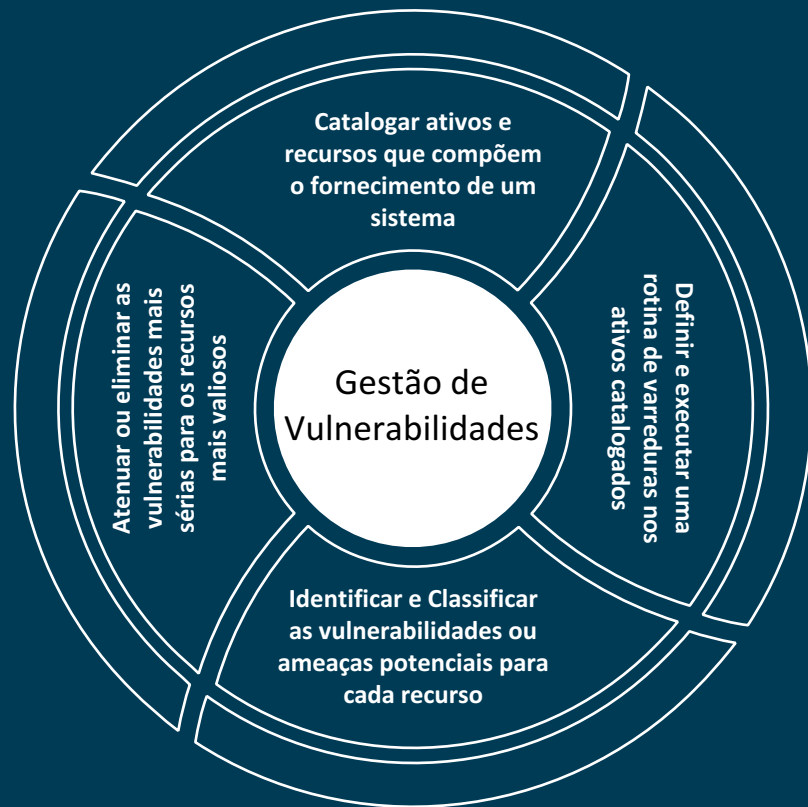 Catalogar ativos e
recursos que compõem
o fornecimento de um
sistema
Definir e executar uma
rotina de varreduras nos
ativos catalogados
Identificar e Classificar
as vulnerabilidades ou
ameaças potenciais para
cada recurso
Atenuar ou eliminar as
vulnerabilidades mais
sérias para os recursos
mais valiosos
Gestão de
Vulnerabilidades